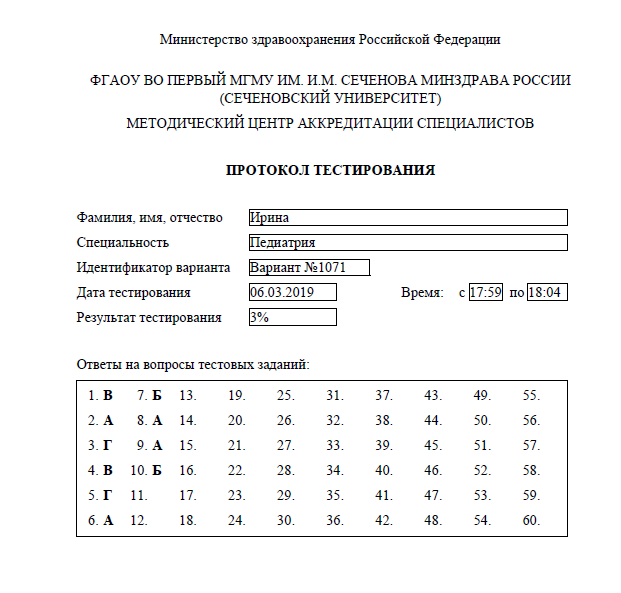 Министерство здравоохранения Российской Федерации
ФГАОУ ВО ПЕРВЫЙ МГМУ ИМ. И.М. СЕЧЕНОВА МИНЗДРАВА РОССИИ
(СЕЧЕНОВСКИЙ УНИВЕРСИТЕТ)
МЕТОДИЧЕСКИЙ ЦЕНТР АККРЕДИТАЦИИ СПЕЦИАЛИСТОВ
ПРОТОКОЛ ТЕСТИРОВАНИЯ
Фамилия, имя, отчество Ирина
Специальность Педиатрия
Идентификатор варианта Вариант №1071
Дата тестирования 06.03.2019 Время: с 17:59 по 18:04
Результат тестирования 3%
Ответы на вопросы тестовых заданий:
1. В 7. Б 13. 19. 25. 31. 37. 43. 49. 55.
2. А 8. А 14. 20. 26. 32. 38. 44. 50. 56.
3. Г 9. А 15. 21. 27. 33. 39. 45. 51. 57.
4. В 10. Б 16. 22. 28. 34. 40. 46. 52. 58.
5. Г 11. 17. 23. 29. 35. 41. 47. 53. 59.
6. А 12. 18. 24. 30. 36. 42. 48. 54. 60.